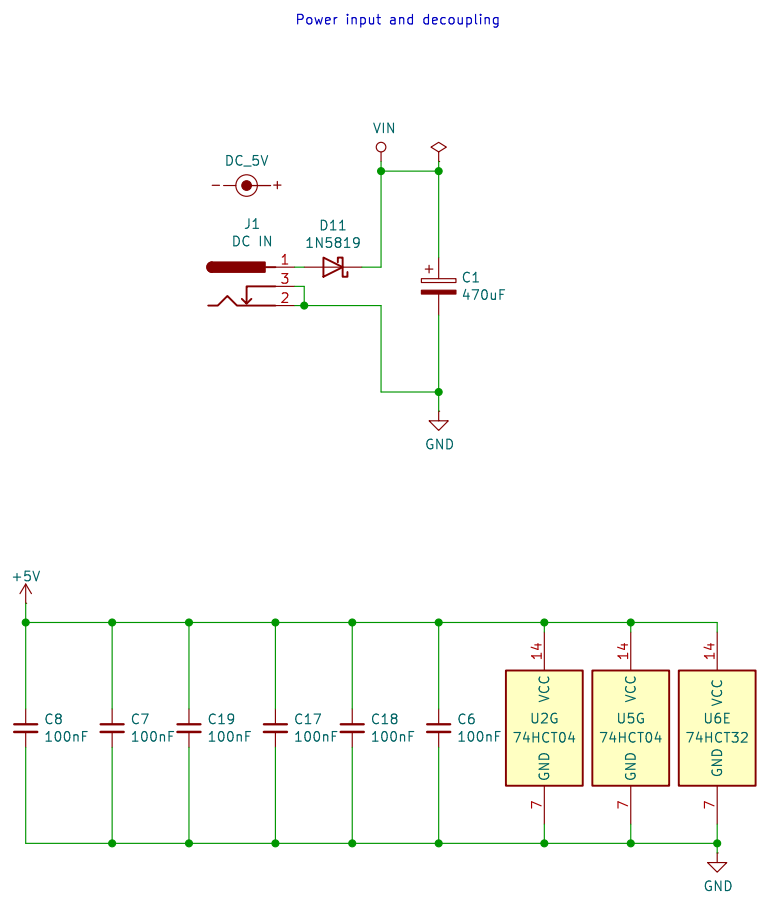 Power input and decoupling
VIN
DC_5V
- +
J1
DC IN
D11
1N5819
1
3
2
+
C1
470uF
GND
+5V
14
14
14
VCC
VCC
VCC
C8
100nF
C7
100nF
C19
100nF
C17
100nF
C18
100nF
C6
100nF
U2G
74HCT04
U5G
74HCT04
U6E
74HCT32
GND
GND
GND
7
7
7
GND